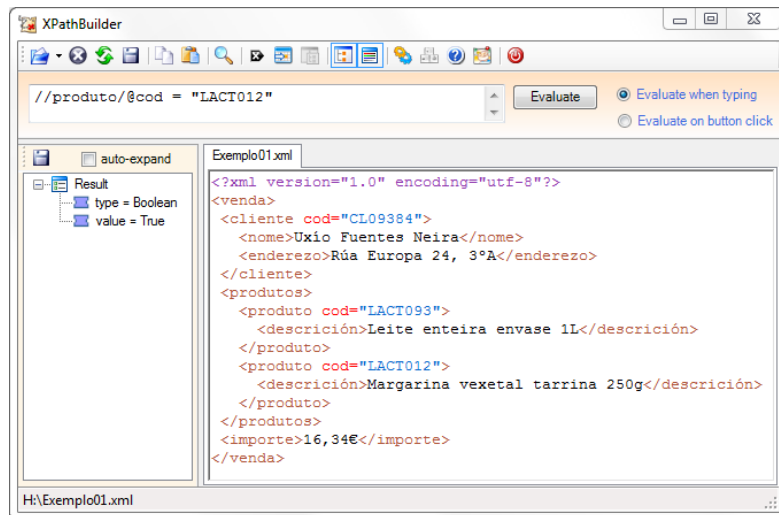 XPathBuilder
//produto/@cod = "LACT012"
Evaluate
Evaluate when typing
Evaluate on button click
auto-expand
Result
type = Boolean
value = True
Exemplo01.xml
<?xml version="1.0" encoding="utf-8"?>
<venda>
<cliente cod="CL09384">
<nome>Uxío Fuentes Neira</nome>
<enderezo>Rúa Europa 24, 3ºA</enderezo>
</cliente>
<produtos>
<produto cod="LACT093">
<descrición>Leite enteira envase 1L</descrición>
</produto>
<produto cod="LACT012">
<descrición>Margarina vexetal tarrina 250g</descrición>
</produto>
</produtos>
<importe>16,34€</importe>
</venda>
H:\Exemplo01.xml